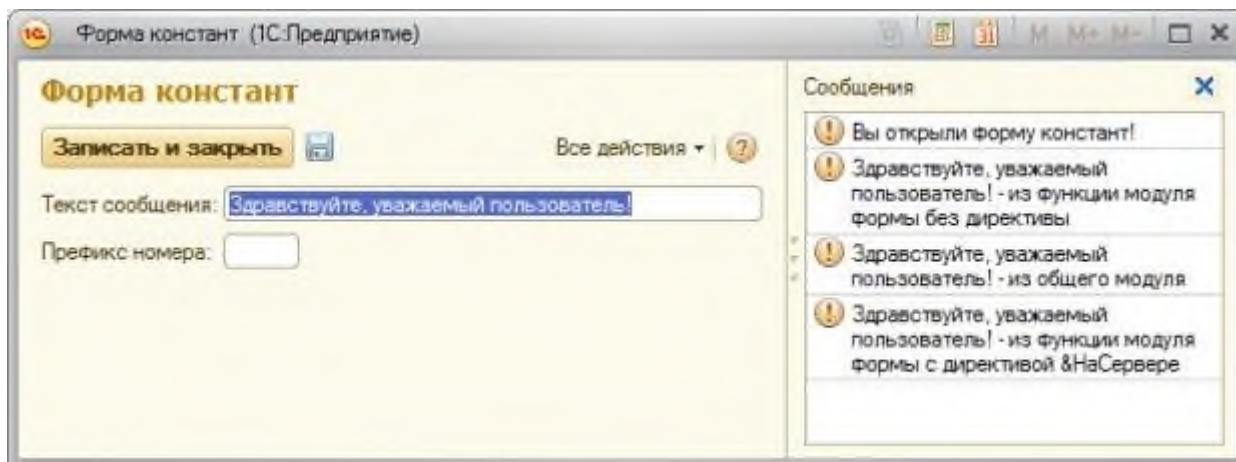 1С Форма констант (1С:Предприятие)
31 М М+ М-
Форма констант
Записать и закрыть
Все действия
?
Текст сообщения: Здравствуйте, уважаемый пользователь!
Префикс номера:
Сообщения
Вы открыли форму констант!
Здравствуйте, уважаемый
пользователь! - из функции модуля
формы без директивы
Здравствуйте, уважаемый
пользователь! - из общего модуля
Здравствуйте, уважаемый
пользователь! - из функции модуля
формы с директивой &НаСервере